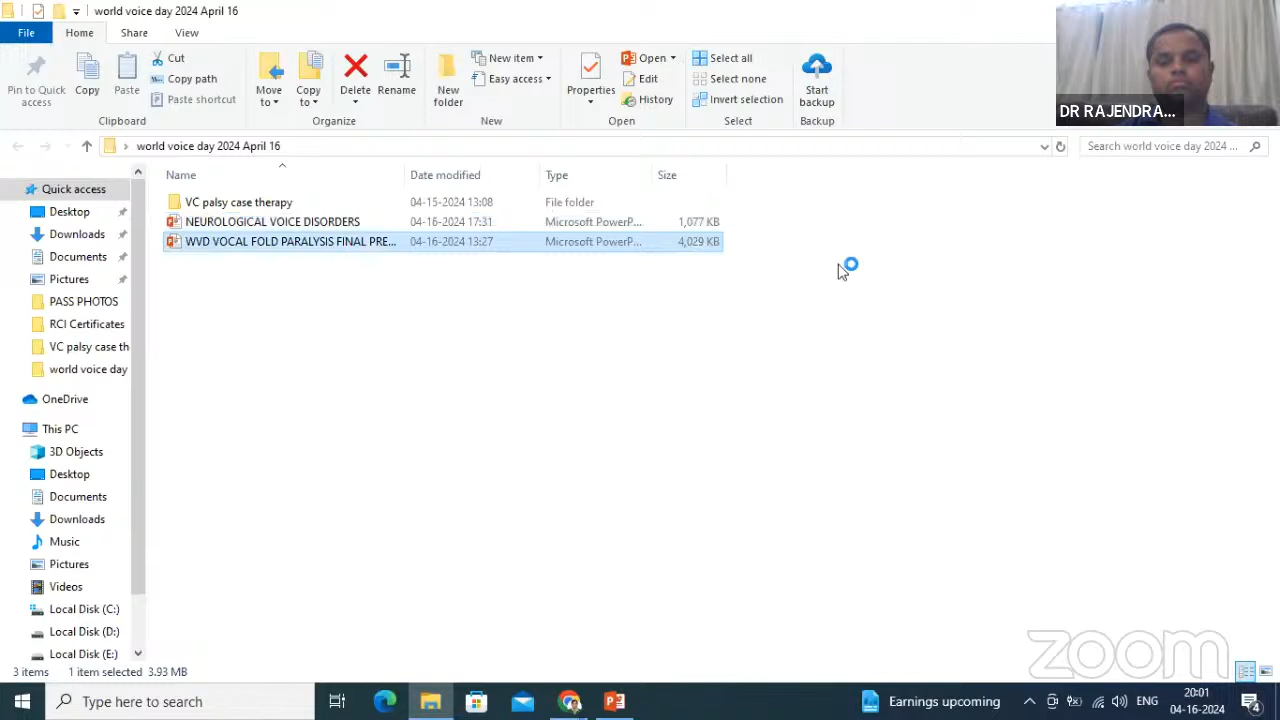 world voice day 2024 April 16
File Home Share View
Pin to Quick access
Copy
Paste
Cut
Copy path
Paste shortcut
Clipboard
Move to
Copy to
Delete
Rename
Organize
New folder
New item
Easy access
New
Properties
Open
Edit
History
Open
Select all
Select none
Invert selection
Select
Start backup
Backup
DR RAJENDRA...
world voice day 2024 April 16
Search world voice day 2024 ...
Name Date modified Type Size
VC palsy case therapy 04-15-2024 13:08 File folder
NEUROLOGICAL VOICE DISORDERS 04-16-2024 17:31 Microsoft PowerP... 1,077 KB
WVD VOCAL FOLD PARALYSIS FINAL PRE... 04-16-2024 13:27 Microsoft PowerP... 4,029 KB
Quick access
Desktop
Downloads
Documents
Pictures
PASS PHOTOS
RCI Certificates
VC palsy case th
world voice day
OneDrive
This PC
3D Objects
Desktop
Documents
Downloads
Music
Pictures
Videos
Local Disk (C:)
Local Disk (D:)
Local Disk (E:)
zoom
3 items 1 item selected 3.93 MB
Type here to search
Earnings upcoming
ENG
20:01
04-16-2024
4